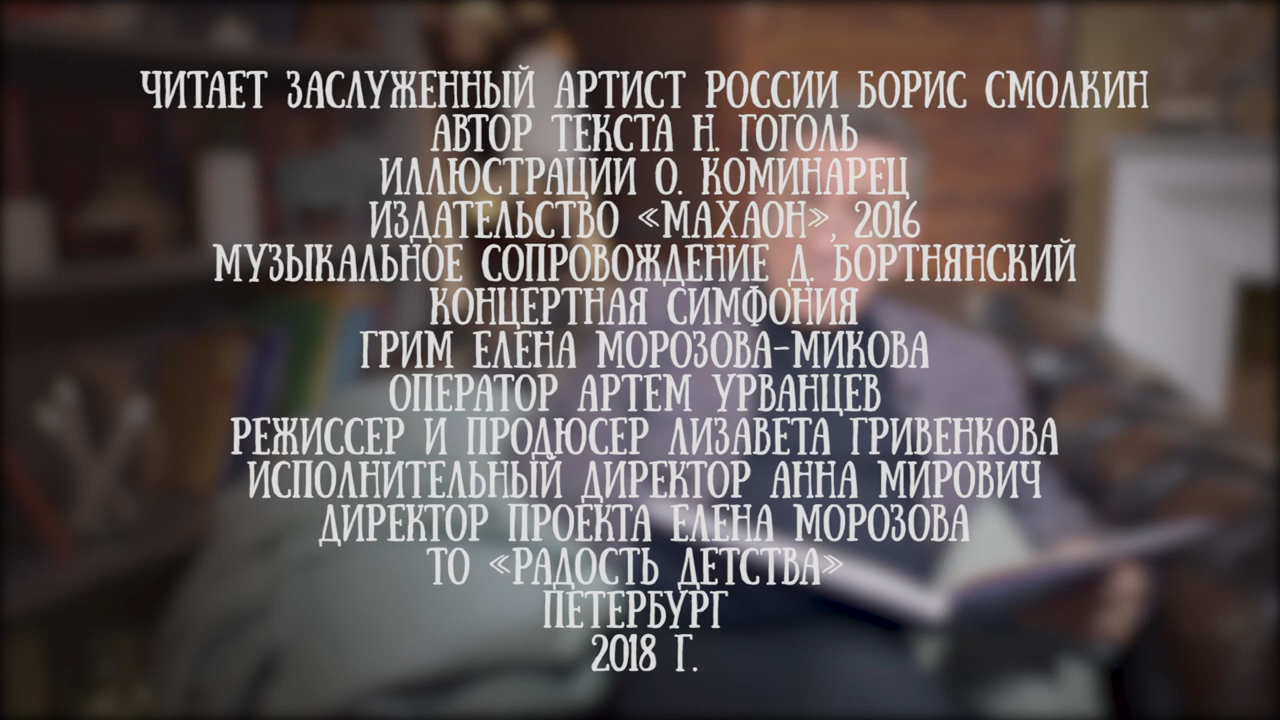 ЧИТАЕТ ЗАСЛУЖЕННЫЙ АРТИСТ РОССИИ БОРИС СМОЛКИН
АВТОР ТЕКСТА Н. ГОГОЛЬ
ИЛЛЮСТРАЦИИ О. КОМИНАРЕЦ
ИЗДАТЕЛЬСТВО «МАХАОН», 2016
МУЗЫКАЛЬНОЕ СОПРОВОЖДЕНИЕ Д. БОРТНЯНСКИЙ
КОНЦЕРТНАЯ СИМФОНИЯ
ГРИМ ЕЛЕНА МОРОЗОВА-МИКОВА
ОПЕРАТОР АРТЕМ УРВАНЦЕВ
РЕЖИССЕР И ПРОДЮСЕР ЛИЗАВЕТА ГРИВЕНКОВА
ИСПОЛНИТЕЛЬНЫЙ ДИРЕКТОР АННА МИРОВИЧ
ДИРЕКТОР ПРОЕКТА ЕЛЕНА МОРОЗОВА
ТО «РАДОСТЬ ДЕТСТВА»
ПЕТЕРБУРГ
2018 Г.